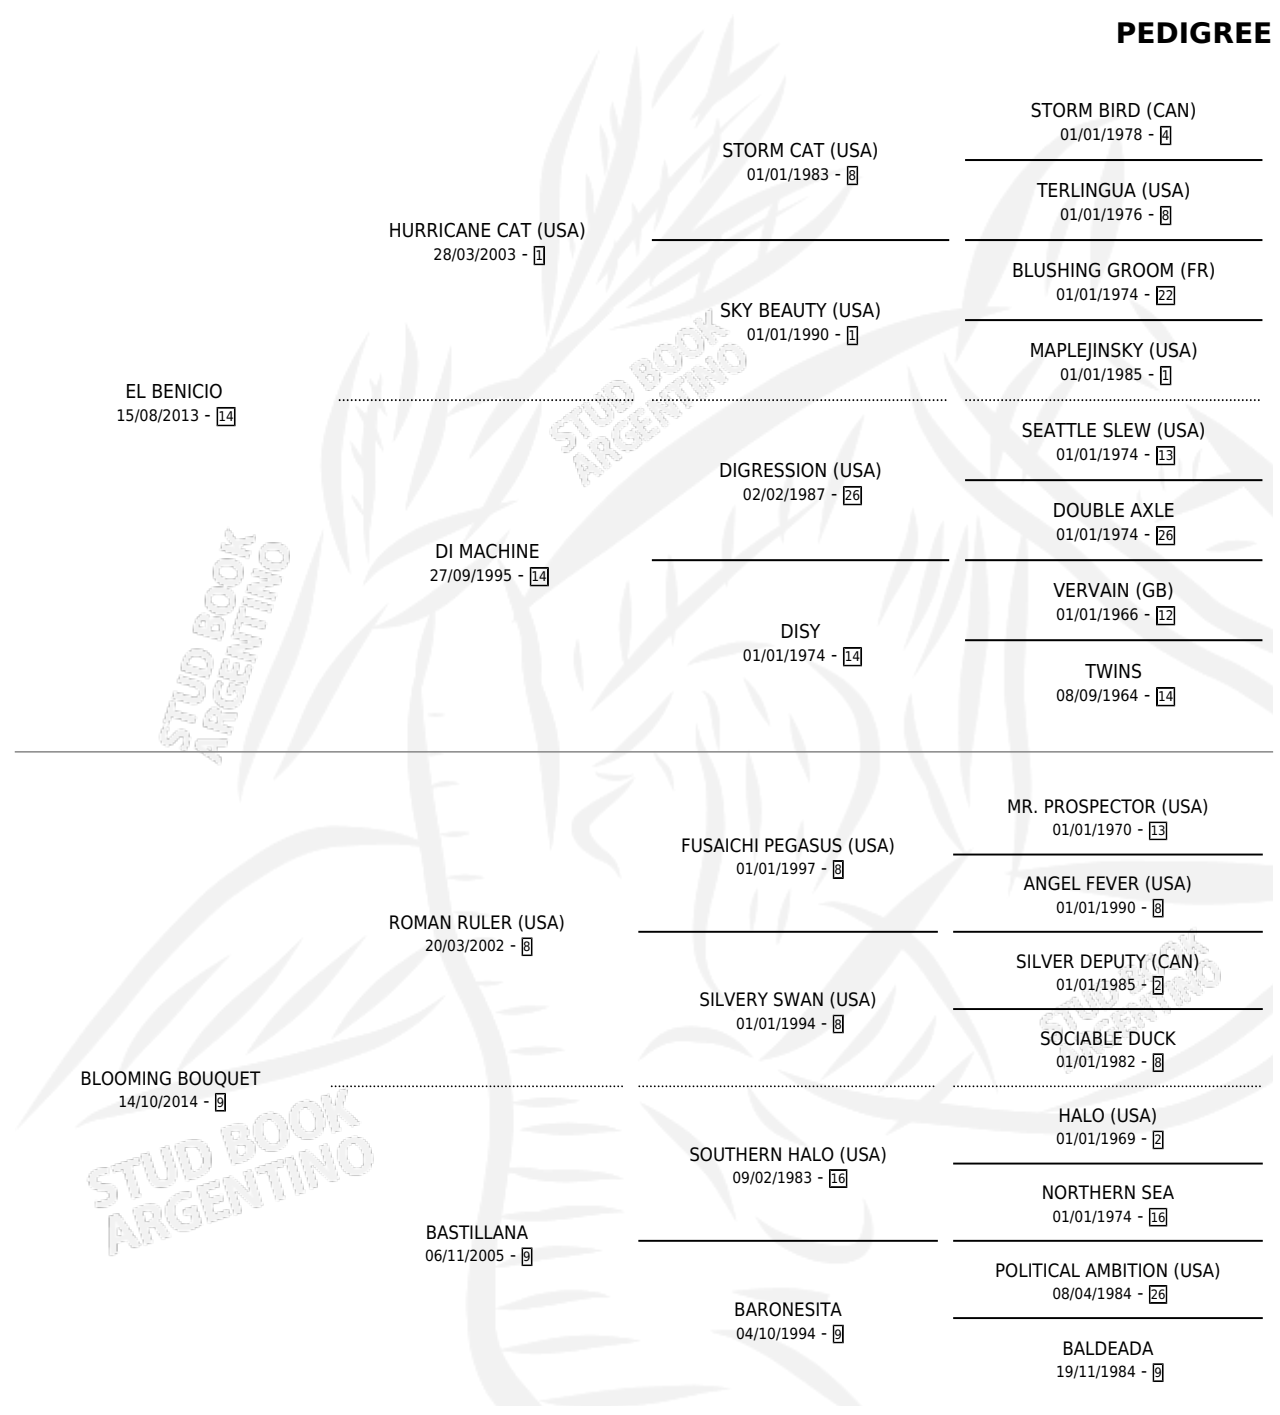 PEDIGREE
STORM BIRD (CAN)
01/01/1978 - 4
STORM CAT (USA)
01/01/1983 - 8
TERLINGUA (USA)
01/01/1976 - 8
HURRICANE CAT (USA)
28/03/2003 - 1
BLUSHING GROOM (FR)
01/01/1974 - 22
SKY BEAUTY (USA)
01/01/1990 - 1
MAPLEJINSKY (USA)
01/01/1985 - 1
EL BENICIO
15/08/2013 - 14
SEATTLE SLEW (USA)
01/01/1974 - 13
DIGRESSION (USA)
02/02/1987 - 26
DOUBLE AXLE
01/01/1974 - 26
DI MACHINE
27/09/1995 - 14
VERVAIN (GB)
01/01/1966 - 12
DISY
01/01/1974 - 14
TWINS
08/09/1964 - 14
MR. PROSPECTOR (USA)
01/01/1970 - 13
FUSAICHI PEGASUS (USA)
01/01/1997 - 8
ANGEL FEVER (USA)
01/01/1990 - 8
ROMAN RULER (USA)
20/03/2002 - 8
SILVER DEPUTY (CAN)
01/01/1985 - 2
SILVERY SWAN (USA)
01/01/1994 - 8
SOCIABLE DUCK
01/01/1982 - 8
BLOOMING BOUQUET
14/10/2014 - 9
HALO (USA)
01/01/1969 - 2
SOUTHERN HALO (USA)
09/02/1983 - 16
NORTHERN SEA
01/01/1974 - 16
BASTILLANA
06/11/2005 - 9
POLITICAL AMBITION (USA)
08/04/1984 - 26
BARONESITA
04/10/1994 - 9
BALDEADA
19/11/1984 - 9
STUD BOOK
ARGENTINO
STUD BOOK
ARGENTINO
STUD BOOK
ARGENTINO
STUD BOOK
ARGENTINO